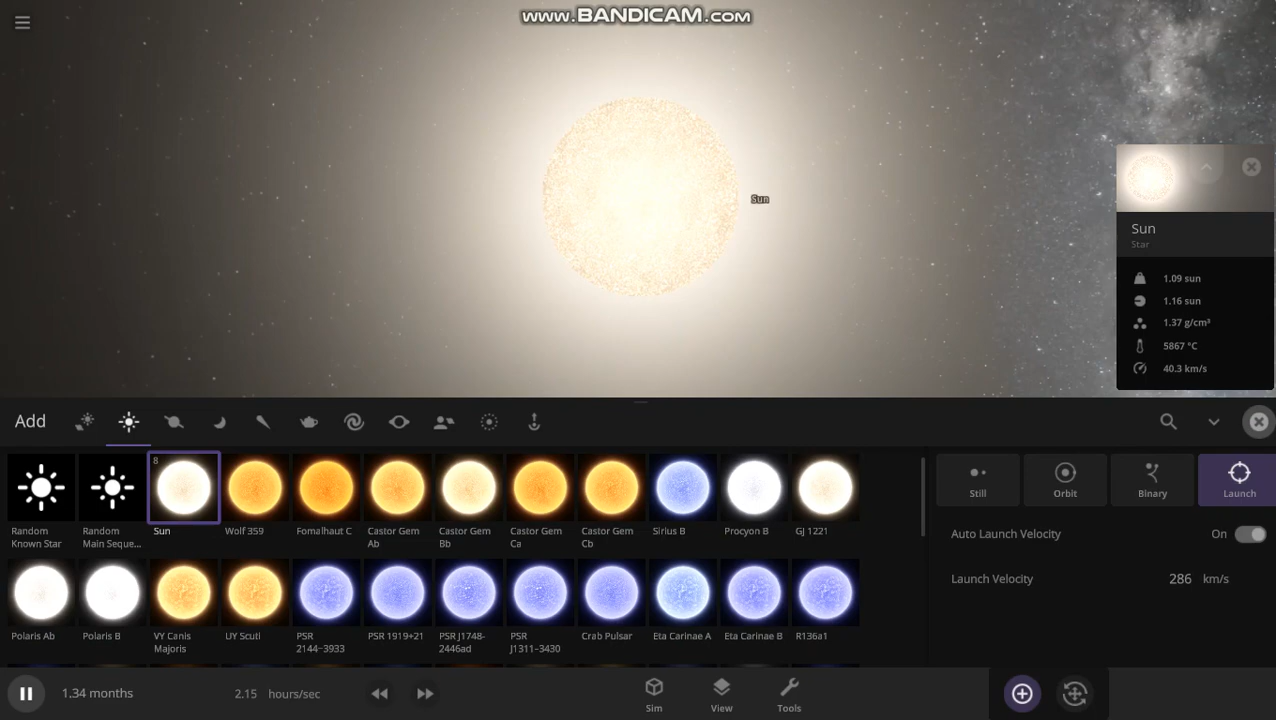 www.BANDICAM.com
Sun
Sun
Star
1.09 sun
1.16 sun
1.37 g/cm³
5867 °C
40.3 km/s
Add
8
Random
Known Star
Random
Main Seque...
Sun
Wolf 359
Fomalhaut C
Castor Gem
Ab
Castor Gem
Bb
Castor Gem
Ca
Castor Gem
Cb
Sirius B
Procyon B
GJ 1221
Still
Orbit
Binary
Launch
Auto Launch Velocity
On
Launch Velocity
286 km/s
Polaris Ab
Polaris B
VY Canis
Majoris
UY Scuti
PSR
2144−3933
PSR 1919+21
PSR J1748-
2446ad
PSR
J1311−3430
Crab Pulsar
Eta Carinae A
Eta Carinae B
R136a1
1.34 months
2.15 hours/sec
Sim
View
Tools